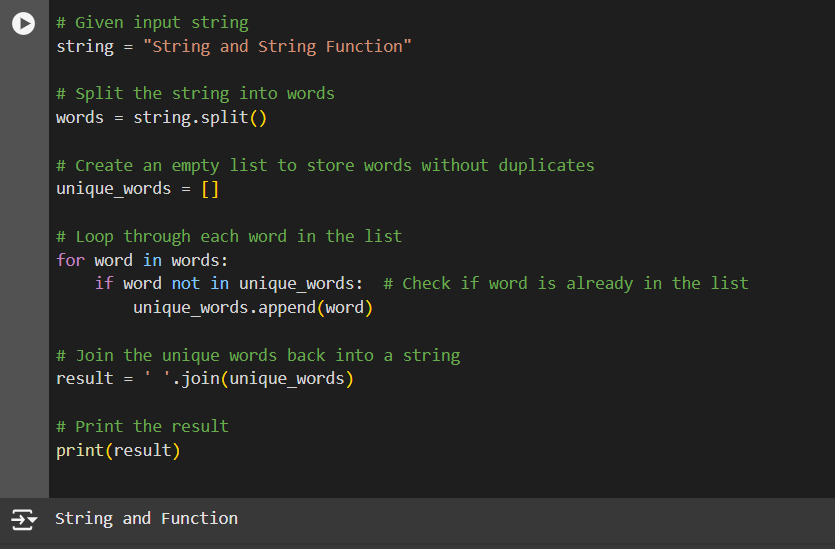 # Given input string
string = "String and String Function"
# Split the string into words
words = string.split()
# Create an empty list to store words without duplicates
unique_words = []
# Loop through each word in the list
for word in words:
    if word not in unique_words:  # Check if word is already in the list
        unique_words.append(word)
# Join the unique words back into a string
result = ' '.join(unique_words)
# Print the result
print(result)
String and Function